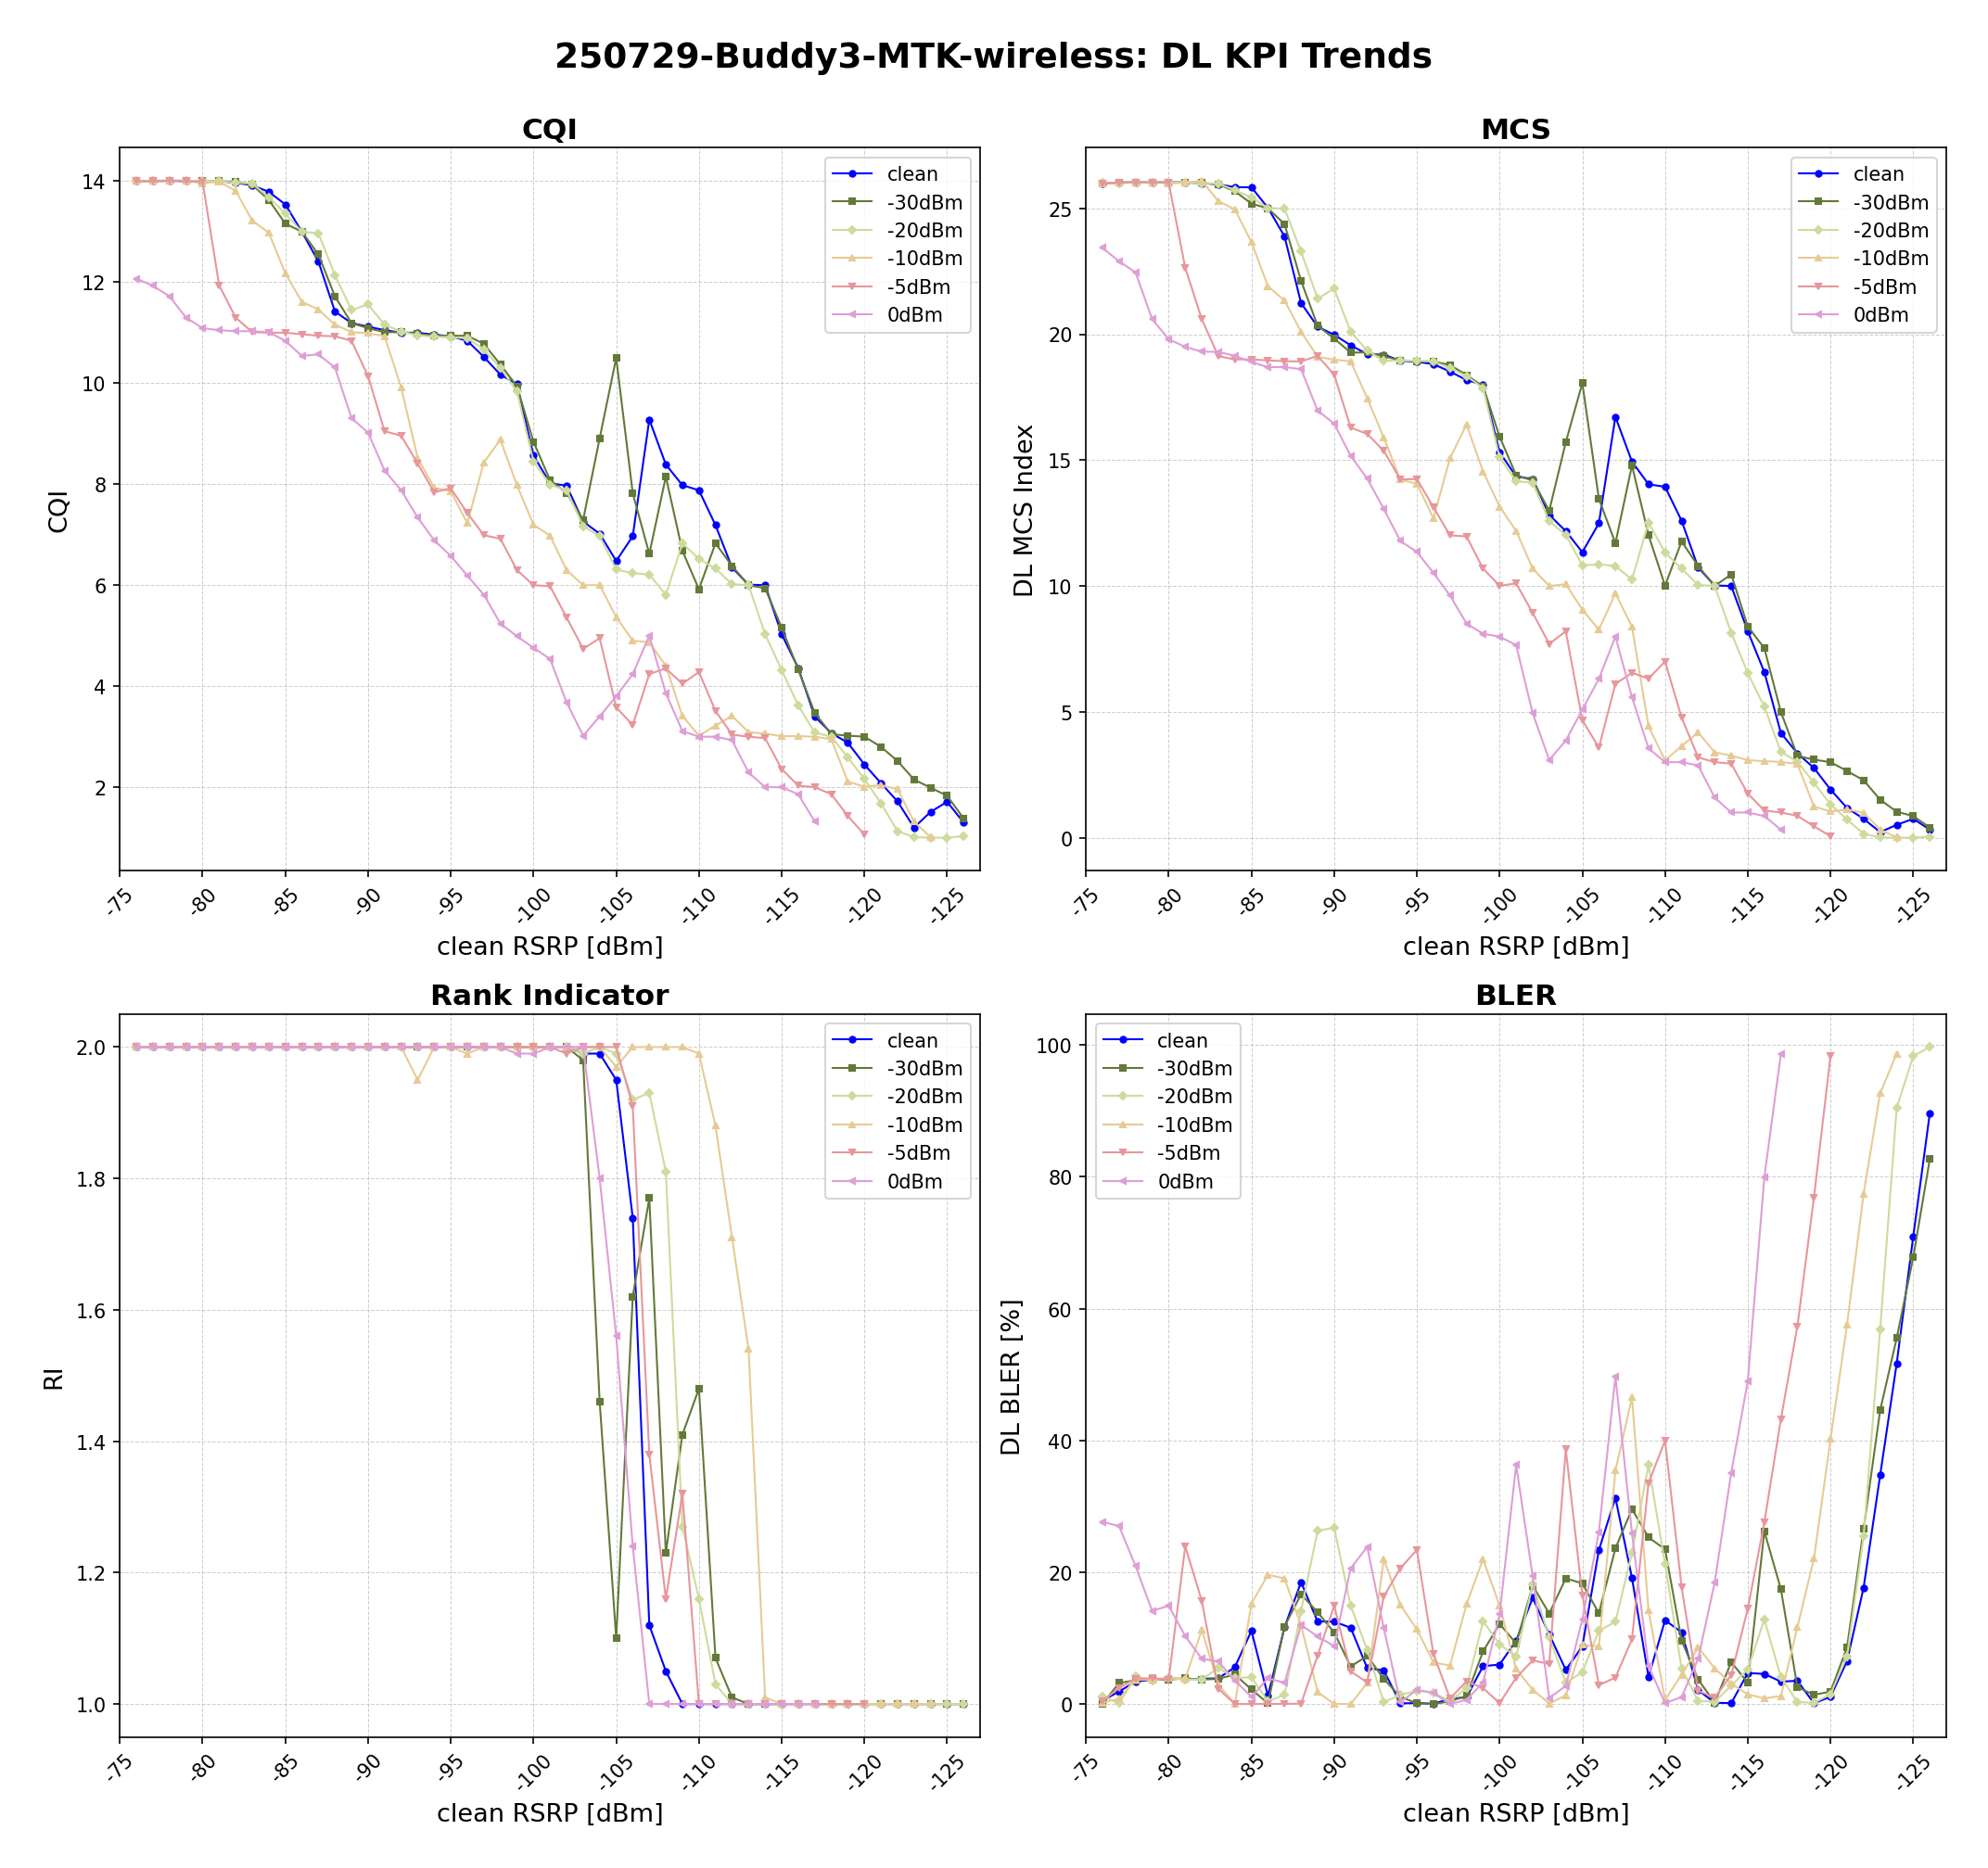 250729-Buddy3-MTK-wireless: DL KPI Trends
CQI
CQI
14
12
10
8
6
4
2
clean
-30dBm
-20dBm
-10dBm
-5dBm
0dBm
-75
-80
-85
-90
-95
-100
-105
-110
-115
-120
-125
clean RSRP [dBm]
MCS
DL MCS Index
25
20
15
10
5
0
clean
-30dBm
-20dBm
-10dBm
-5dBm
0dBm
-75
-80
-85
-90
-95
-100
-105
-110
-115
-120
-125
clean RSRP [dBm]
Rank Indicator
RI
2.0
1.8
1.6
1.4
1.2
1.0
clean
-30dBm
-20dBm
-10dBm
-5dBm
0dBm
-75
-80
-85
-90
-95
-100
-105
-110
-115
-120
-125
clean RSRP [dBm]
BLER
DL BLER [%]
100
80
60
40
20
0
clean
-30dBm
-20dBm
-10dBm
-5dBm
0dBm
-75
-80
-85
-90
-95
-100
-105
-110
-115
-120
-125
clean RSRP [dBm]